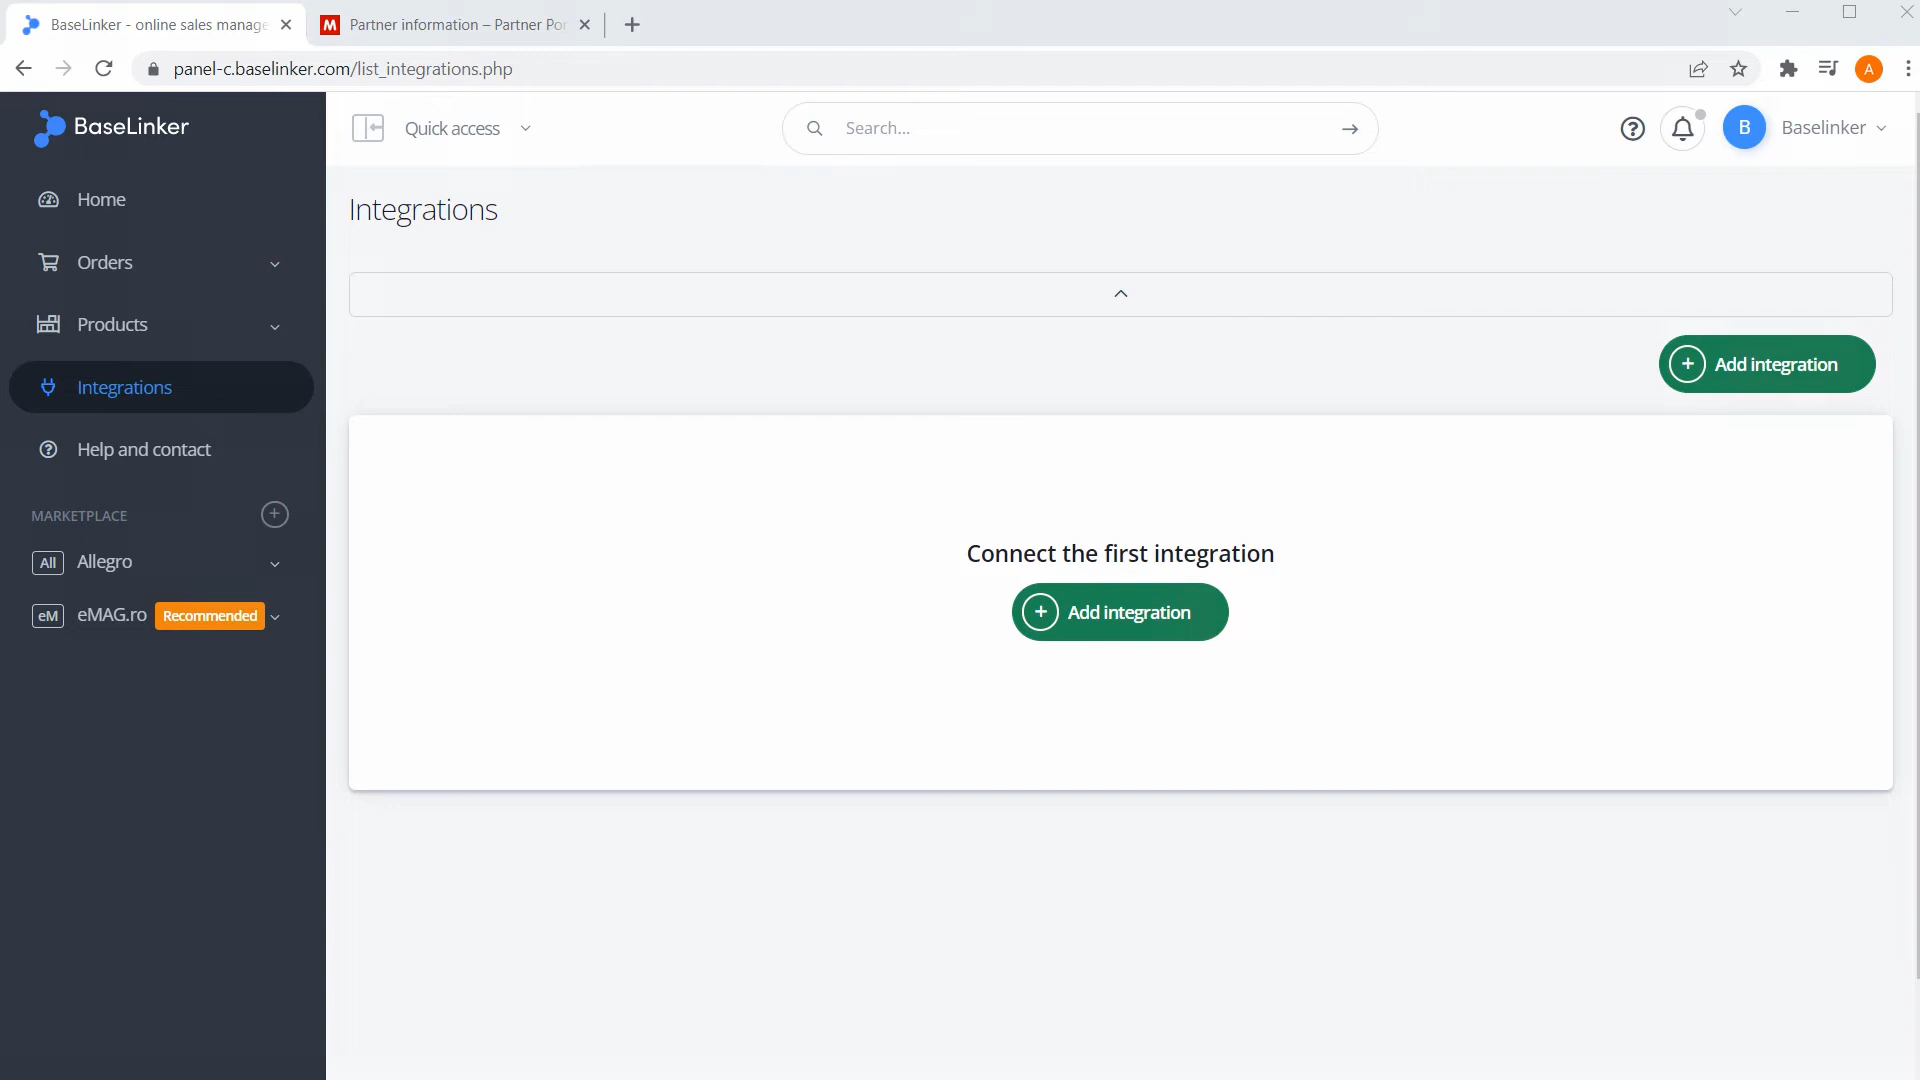 BaseLinker - online sales manage
Partner information – Partner Por
panel-c.baselinker.com/list_integrations.php
A
BaseLinker
Quick access
Search...
B
Baselinker
Home
Orders
Products
Integrations
Help and contact
MARKETPLACE
All
Allegro
eM
eMAG.ro
Recommended
Integrations
Add integration
Connect the first integration
Add integration